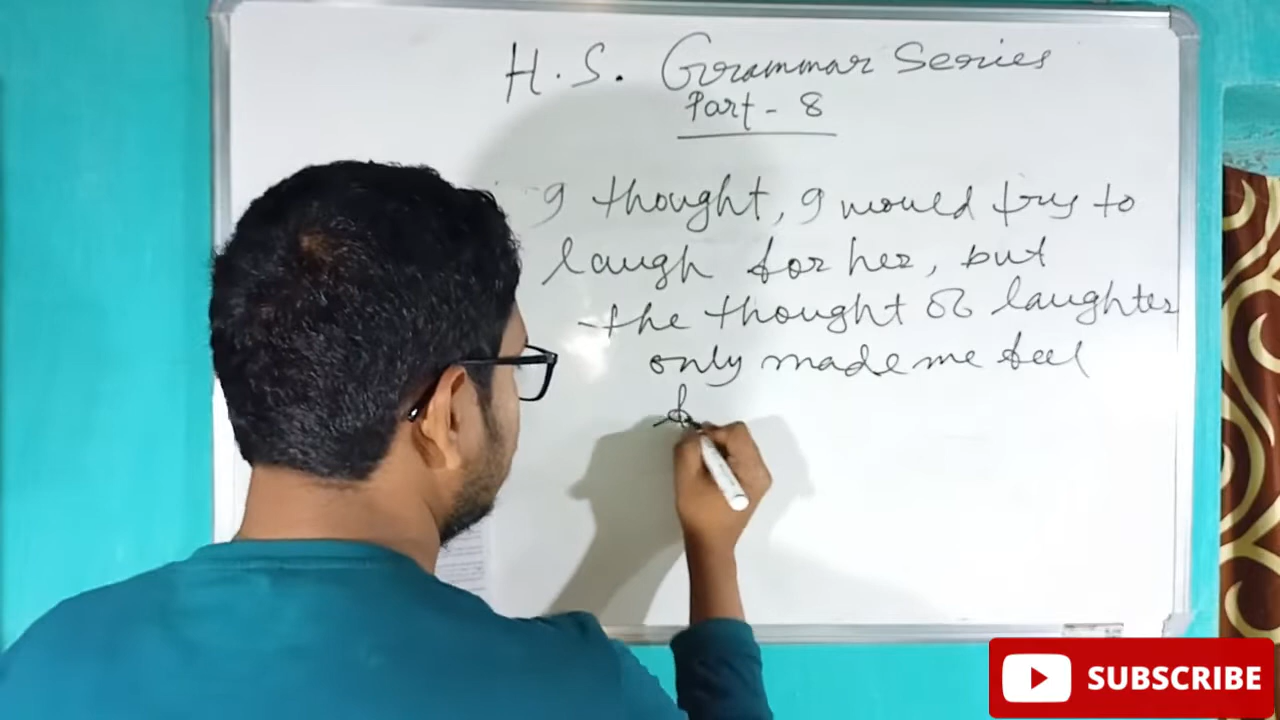 H.S. Grammar Series
Part - 8
I thought, I would try to
laugh for her, but
the thought of laughter
only made me feel
SUBSCRIBE